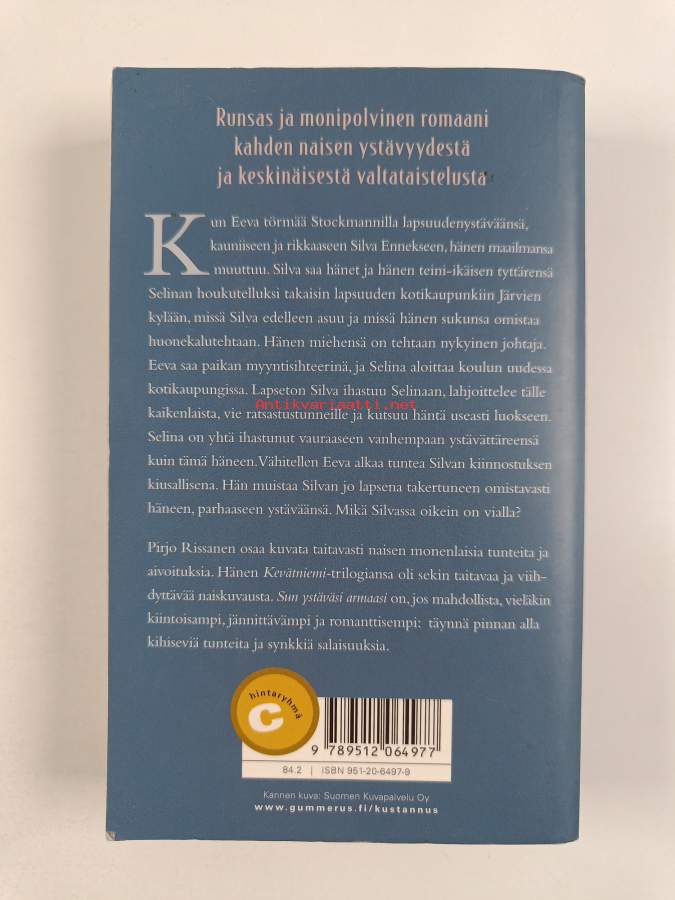 Runsas ja monipolvinen romaani
kahden naisen ystävyydestä
ja keskinäisestä valtataistelusta
Kun Eeva törmää Stockmannilla lapsuudenystäväänsä,
kauniiseen ja rikkaaseen Silva Ennekseen, hänen maailmansa
muuttuu. Silva saa hänet ja hänen teini-ikäisen tyttärensä
Selinan houkutelluksi takaisin lapsuuden kotikaupunkiin Järvien
kylään, missä Silva edelleen asuu ja missä hänen sukunsa omistaa
huonekalutehtaan. Hänen miehensä on tehtaan nykyinen johtaja.
Eeva saa paikan myyntisihteerinä, ja Selina aloittaa koulun uudessa
kotikaupungissa. Lapseton Silva ihastuu Selinaan, lahjoittelee tälle
Antikvariaatti.net
kaikenlaista, vie ratsastustunneille ja kutsuu häntä useasti luokseen.
Selina on yhtä ihastunut vauraaseen vanhempaan ystävättäreensä
kuin tämä häneen. Vähitellen Eeva alkaa tuntea Silvan kiinnostuksen
kiusallisena. Hän muistaa Silvan jo lapsena takertuneen omistavasti
häneen, parhaaseen ystäväänsä. Mikä Silvassa oikein on vialla?
Pirjo Rissanen osaa kuvata taitavasti naisen monenlaisia tunteita ja
aivoituksia. Hänen Kevätniemi-trilogiansa oli sekin taitavaa ja viih-
dyttävää naiskuvausta. Sun ystäväsi armaasi on, jos mahdollista, vieläkin
kiintoisampi, jännittävämpi ja romanttisempi: täynnä pinnan alla
kihiseviä tunteita ja synkkiä salaisuuksia.
hintaryhmä
C
9 789512 064977
84.2 | ISBN 951-20-6497-9
Kannen kuva: Suomen Kuvapalvelu Oy
www.gummerus.fi/kustannus